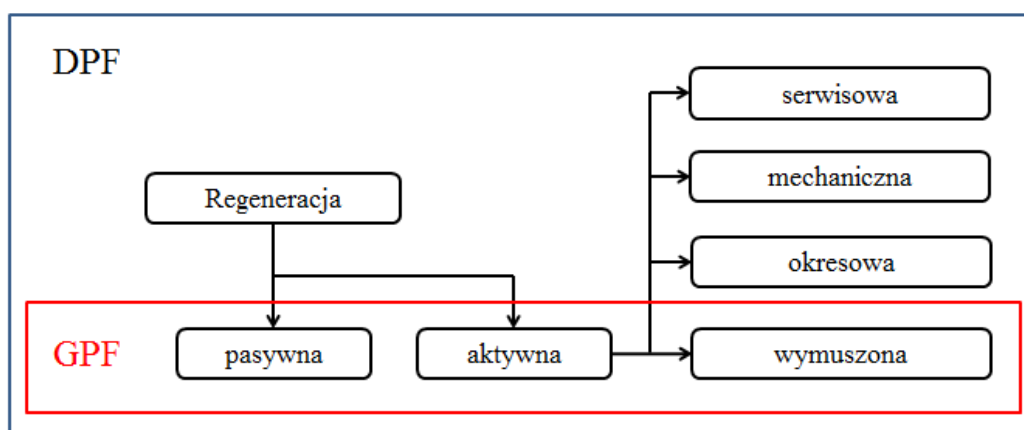 DPF
serwisowa
mechaniczna
Regeneracja
okresowa
GPF
pasywna
aktywna
wymuszona